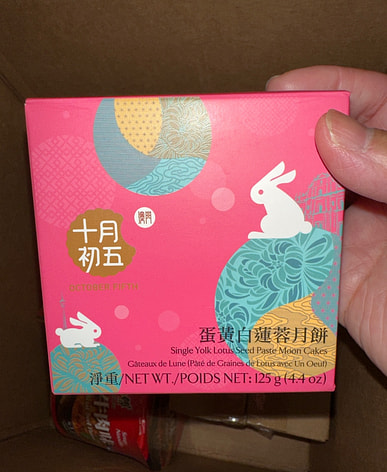 十月
初五
OCTOBER FIFTH
蛋黃白蓮蓉月餅
Single Yolk Lotus Seed Paste Moon Cakes
Gâteaux de Lune (Pâté de Graines de Lotus avec Un Oeuf)
淨重/NET WT./POIDS NET: 125 g (4.4 oz)